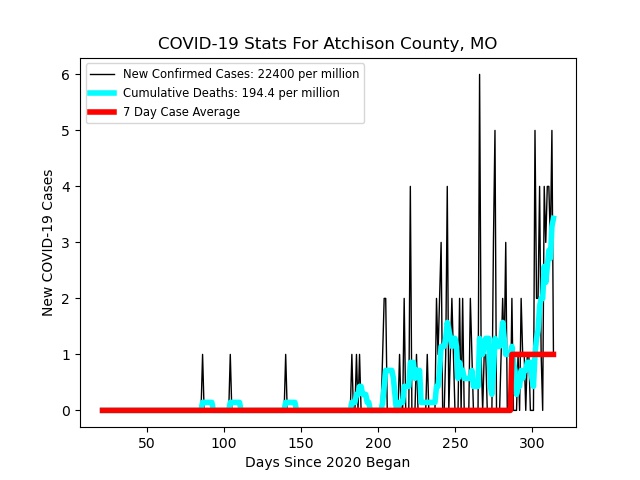 COVID-19 Stats For Atchison County, MO
New Confirmed Cases: 22400 per million
Cumulative Deaths: 194.4 per million
7 Day Case Average
New COVID-19 Cases
6
5
4
3
2
1
0
50 100 150 200 250 300
Days Since 2020 Began